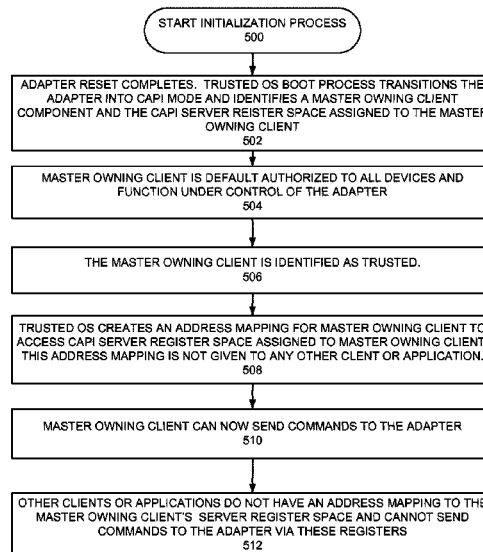 START INITIALIZATION PROCESS
500
ADAPTER RESET COMPLETES. TRUSTED OS BOOT PROCESS TRANSITIONS THE
ADAPTER INTO CAPI MODE AND IDENTIFIES A MASTER OWNING CLIENT
COMPONENT AND THE CAPI SERVER REISTER SPACE ASSIGNED TO THE MASTER
OWNING CLIENT
502
MASTER OWNING CLIENT IS DEFAULT AUTHORIZED TO ALL DEVICES AND
FUNCTION UNDER CONTROL OF THE ADAPTER
504
THE MASTER OWNING CLIENT IS IDENTIFIED AS TRUSTED.
506
TRUSTED OS CREATES AN ADDRESS MAPPING FOR MASTER OWNING CLIENT TO
ACCESS CAPI SERVER REGISTER SPACE ASSIGNED TO MASTER OWNING CLIENT
THIS ADDRESS MAPPING IS NOT GIVEN TO ANY OTHER CLENT OR APPLICATION.
508
MASTER OWNING CLIENT CAN NOW SEND COMMANDS TO THE ADAPTER
510
OTHER CLIENTS OR APPLICATIONS DO NOT HAVE AN ADDRESS MAPPING TO THE
MASTER OWNING CLIENT'S SERVER REGISTER SPACE AND CANNOT SEND
COMMANDS TO THE ADAPTER VIA THESE REGISTERS
512